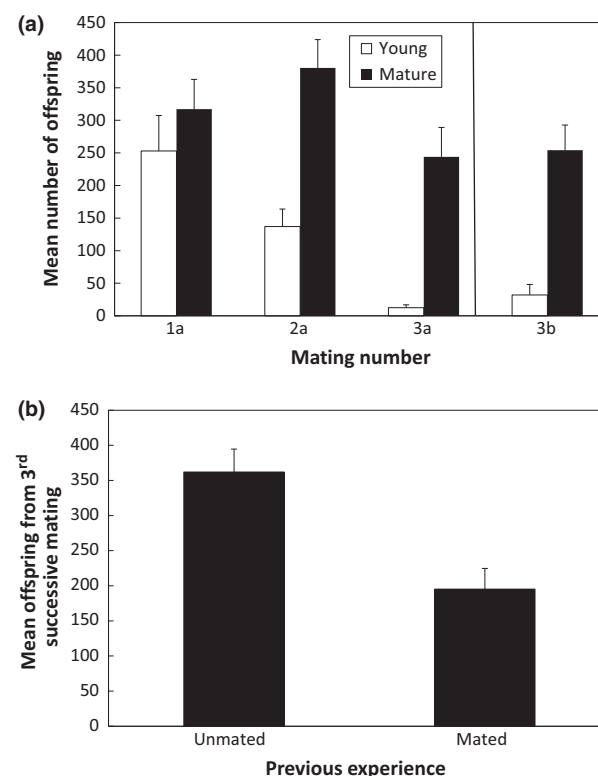 (a)
450
400
350
300
250
200
150
100
50
0
Mean number of offspring
Young
Mature
1a 2a 3a 3b
Mating number
(b)
450
400
350
300
250
200
150
100
50
0
Mean offspring from 3rd
successive mating
Unmated Mated
Previous experience